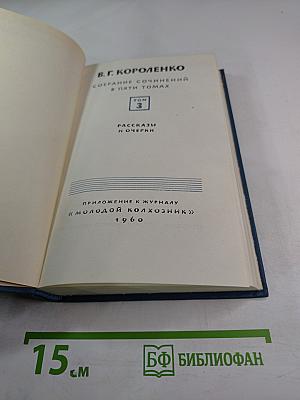 В. Г. КОРОЛЕНКО
СОБРАНИЕ СОЧИНЕНИЙ
В ПЯТИ ТОМАХ
ТОМ
3
РАССКАЗЫ
И ОЧЕРКИ
ПРИЛОЖЕНИЕ К ЖУРНАЛУ
«МОЛОДОЙ КОЛХОЗНИК»
1960
15 см
БФ БИБЛИОФАН